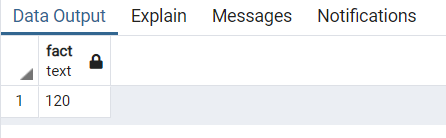 Data Output Explain Messages Notifications
fact
text
1 120